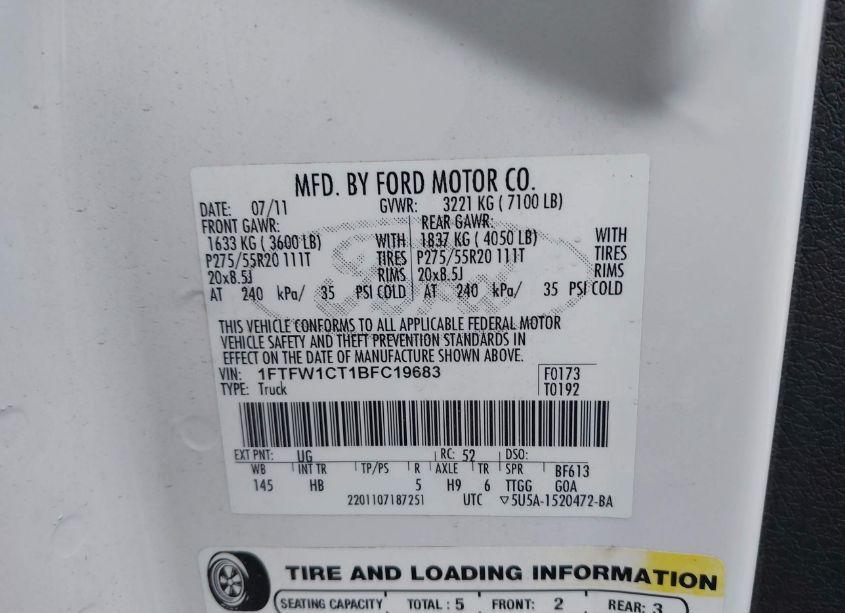 MFD. BY FORD MOTOR CO.
DATE: 07/11 GVWR: 3221 KG ( 7100 LB)
FRONT GAWR: REAR GAWR:
1633 KG ( 3600 LB) WITH 1837 KG ( 4050 LB) WITH
P275/55R20 111T TIRES P275/55R20 111T TIRES
20x8.5J RIMS 20x8.5J RIMS
AT 240 kPa/ 35 PSI COLD AT 240 kPa/ 35 PSI COLD
THIS VEHICLE CONFORMS TO ALL APPLICABLE FEDERAL MOTOR
VEHICLE SAFETY AND THEFT PREVENTION STANDARDS IN
EFFECT ON THE DATE OF MANUFACTURE SHOWN ABOVE.
VIN: 1FTFW1CT1BFC19683 F0173
TYPE: Truck T0192
EXT PNT: UG RC: 52 DSO:
WB INT TR TP/PS R AXLE TR SPR BF613
145 HB 5 H9 6 TTGG GOA
2201107187251 UTC ▽5U5A-1520472-BA
TIRE AND LOADING INFORMATION
SEATING CAPACITY TOTAL : 5 FRONT: 2 REAR: 3